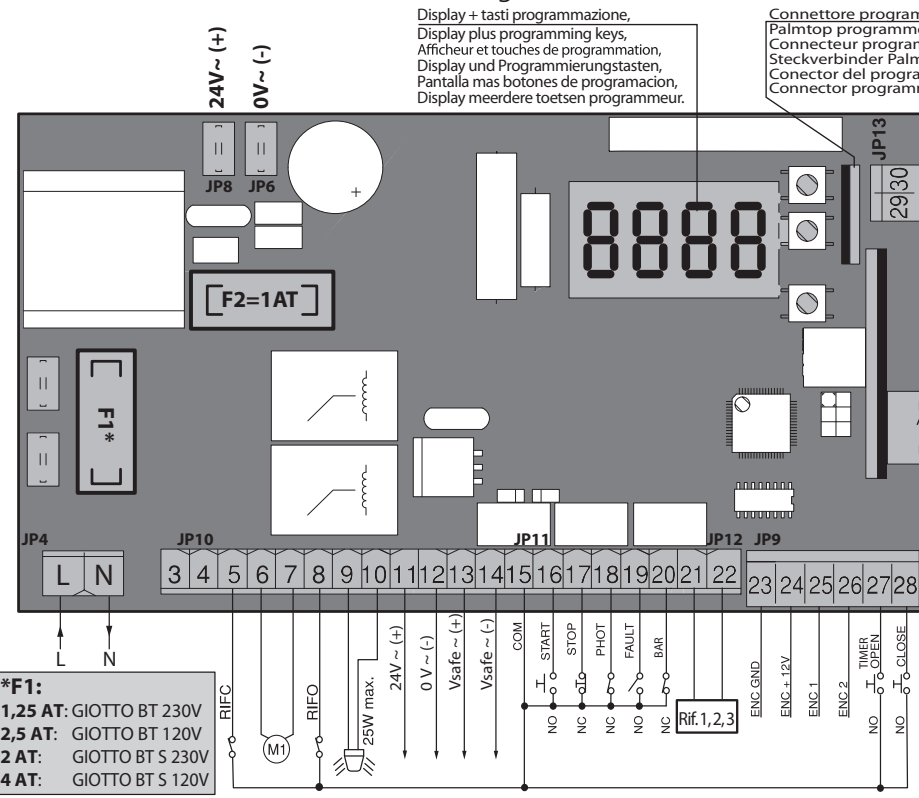 Display + tasti programmazione,
Display plus programming keys,
Afficheur et touches de programmation,
Display und Programmierungstasten,
Pantalla mas botones de programacion,
Display meerdere toetsen programmeur.
24V~ (+)
0V~ (-)
JP8
JP6
JP13
29 30
F2=1AT
F1*
JP4
JP10
JP11
JP12
JP9
L N
3 4 5 6 7 8 9 10 11 12 13 14 15 16 17 18 19 20 21 22
23 24 25 26 27 28
L
N
RIFC
M1
RIFO
25W max.
24V ~ (+)
0 V ~ (-)
Vsafe ~ (+)
Vsafe ~ (-)
COM
START
STOP
PHOT
FAULT
BAR
NO
NC
NC
NO
NC
Rif. 1, 2, 3
ENC GND
ENC + 12V
ENC 1
ENC 2
TIMER
OPEN
CLOSE
NO
NO
*F1:
1,25 AT: GIOTTO BT 230V
2,5 AT: GIOTTO BT 120V
2 AT: GIOTTO BT S 230V
4 AT: GIOTTO BT S 120V
Connettore
Palmtop
Connecteur
Steckverbinder
Conector del
Connector